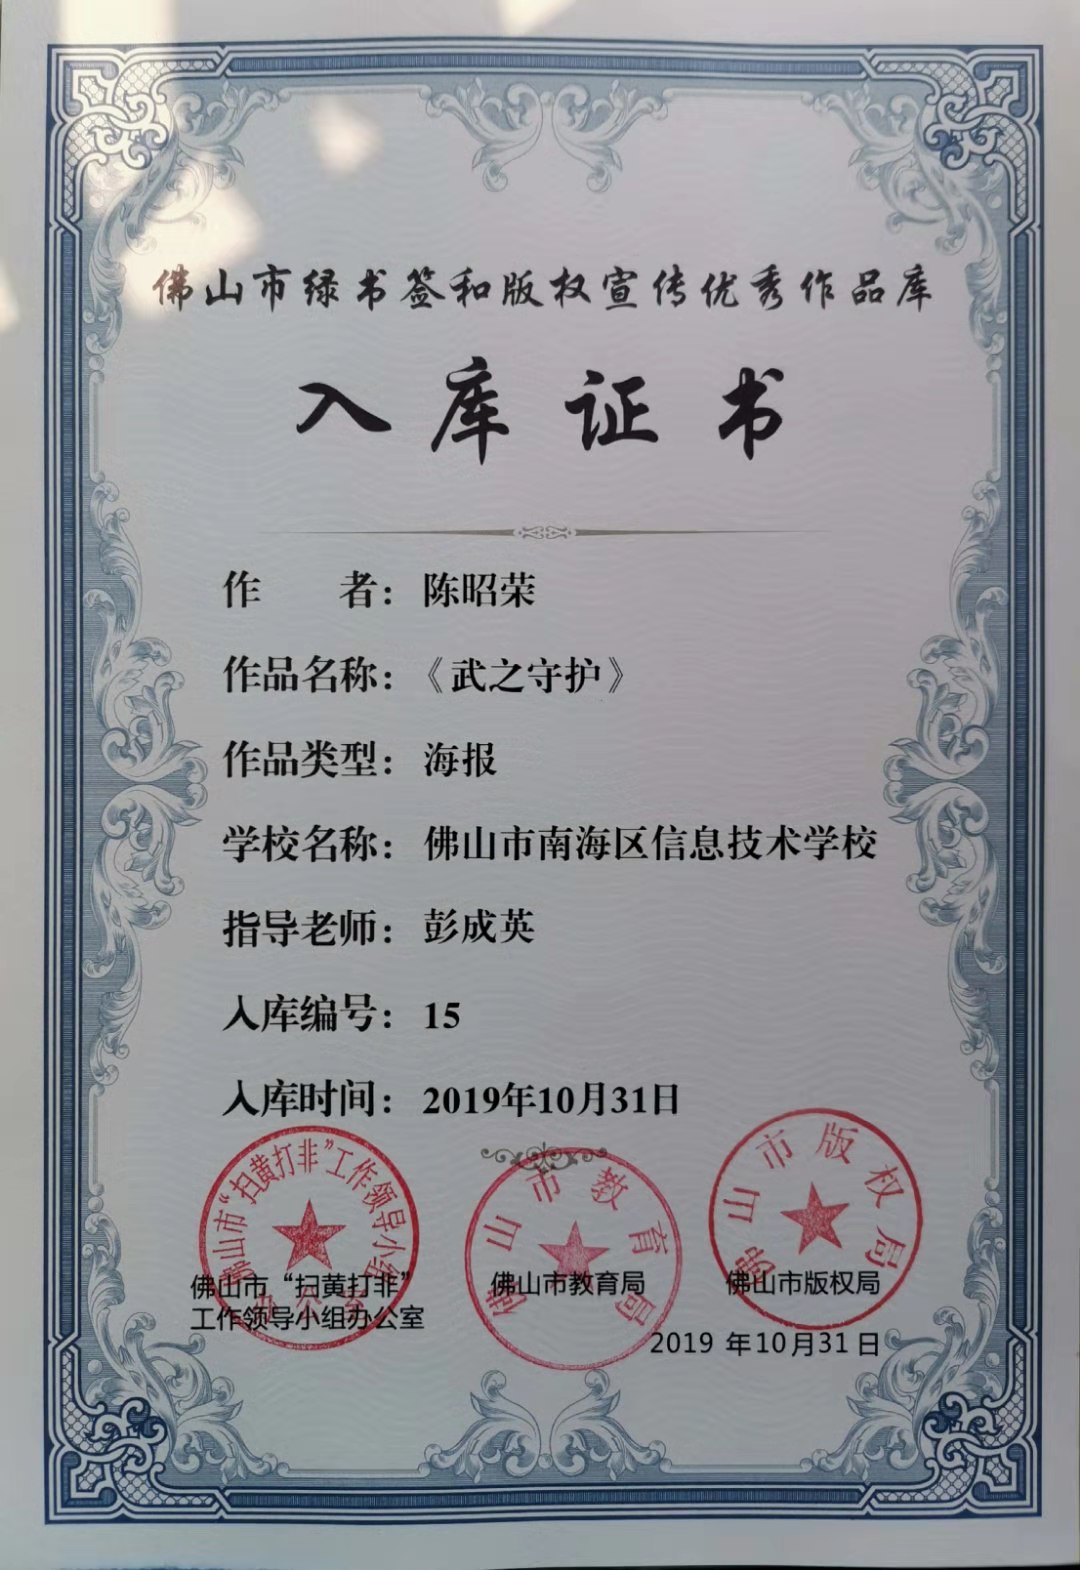 佛山市绿书签和版权宣传优秀作品库
入库证书
作　　者：陈昭荣
作品名称：《武之守护》
作品类型：海报
学校名称：佛山市南海区信息技术学校
指导老师：彭成英
入库编号：15
入库时间：2019年10月31日
佛山市“扫黄打非”工作领导小组
办公室
佛山市“扫黄打非”
工作领导小组办公室
佛山市教育局
佛山市教育局
佛山市版权局
佛山市版权局
2019 年10月31日